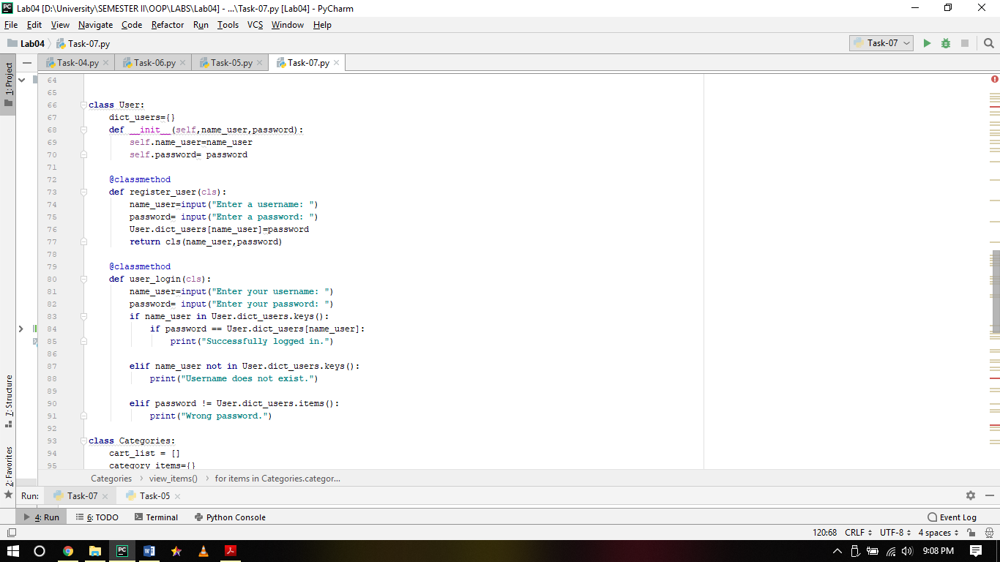 PC Lab04 [D:\University\SEMESTER II\OOP\LABS\Lab04] - ...\Task-07.py [Lab04] - PyCharm
File Edit View Navigate Code Refactor Run Tools VCS Window Help
Lab04 Task-07.py Task-07
1: Project
Task-04.py Task-06.py Task-05.py Task-07.py
64
65
66 class User:
67 dict_users={}
68 def __init__(self,name_user,password):
69 self.name_user=name_user
70 self.password= password
71
72 @classmethod
73 def register_user(cls):
74 name_user=input("Enter a username: ")
75 password= input("Enter a password: ")
76 User.dict_users[name_user]=password
77 return cls(name_user,password)
78
79 @classmethod
80 def user_login(cls):
81 name_user=input("Enter your username: ")
82 password= input("Enter your password: ")
83 if name_user in User.dict_users.keys():
84 if password == User.dict_users[name_user]:
85 print("Successfully logged in.")
86
87 elif name_user not in User.dict_users.keys():
88 print("Username does not exist.")
89
90 elif password != User.dict_users.items():
91 print("Wrong password.")
92
93 class Categories:
94 cart_list = []
95 category_items={}
7: Structure
2: Favorites
Categories view_items() for items in Categories.categor...
Run: Task-07 Task-05
4: Run 6: TODO Terminal Python Console Event Log
120:68 CRLF UTF-8 4 spaces
PC W 9:08 PM